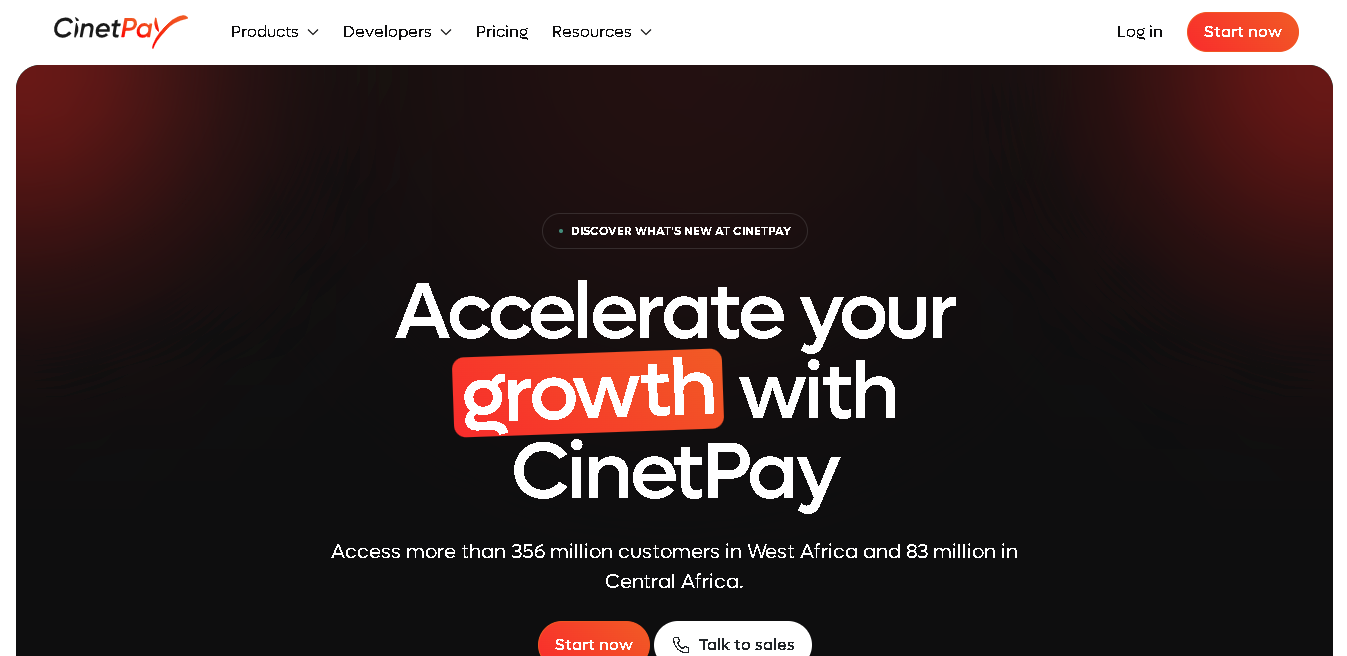 CinetPay
Products
Developers
Pricing
Resources
Log in
Start now
DISCOVER WHAT'S NEW AT CINETPAY
Accelerate your
growth with
CinetPay
Access more than 356 million customers in West Africa and 83 million in
Central Africa.
Start now
Talk to sales